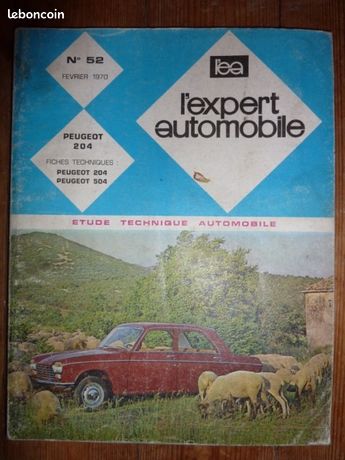 leboncoin
N° 52
FEVRIER 1970
l'ea
l'expert
automobile
PEUGEOT
204
FICHES TECHNIQUES :
PEUGEOT 204
PEUGEOT 504
ETUDE TECHNIQUE AUTOMOBILE